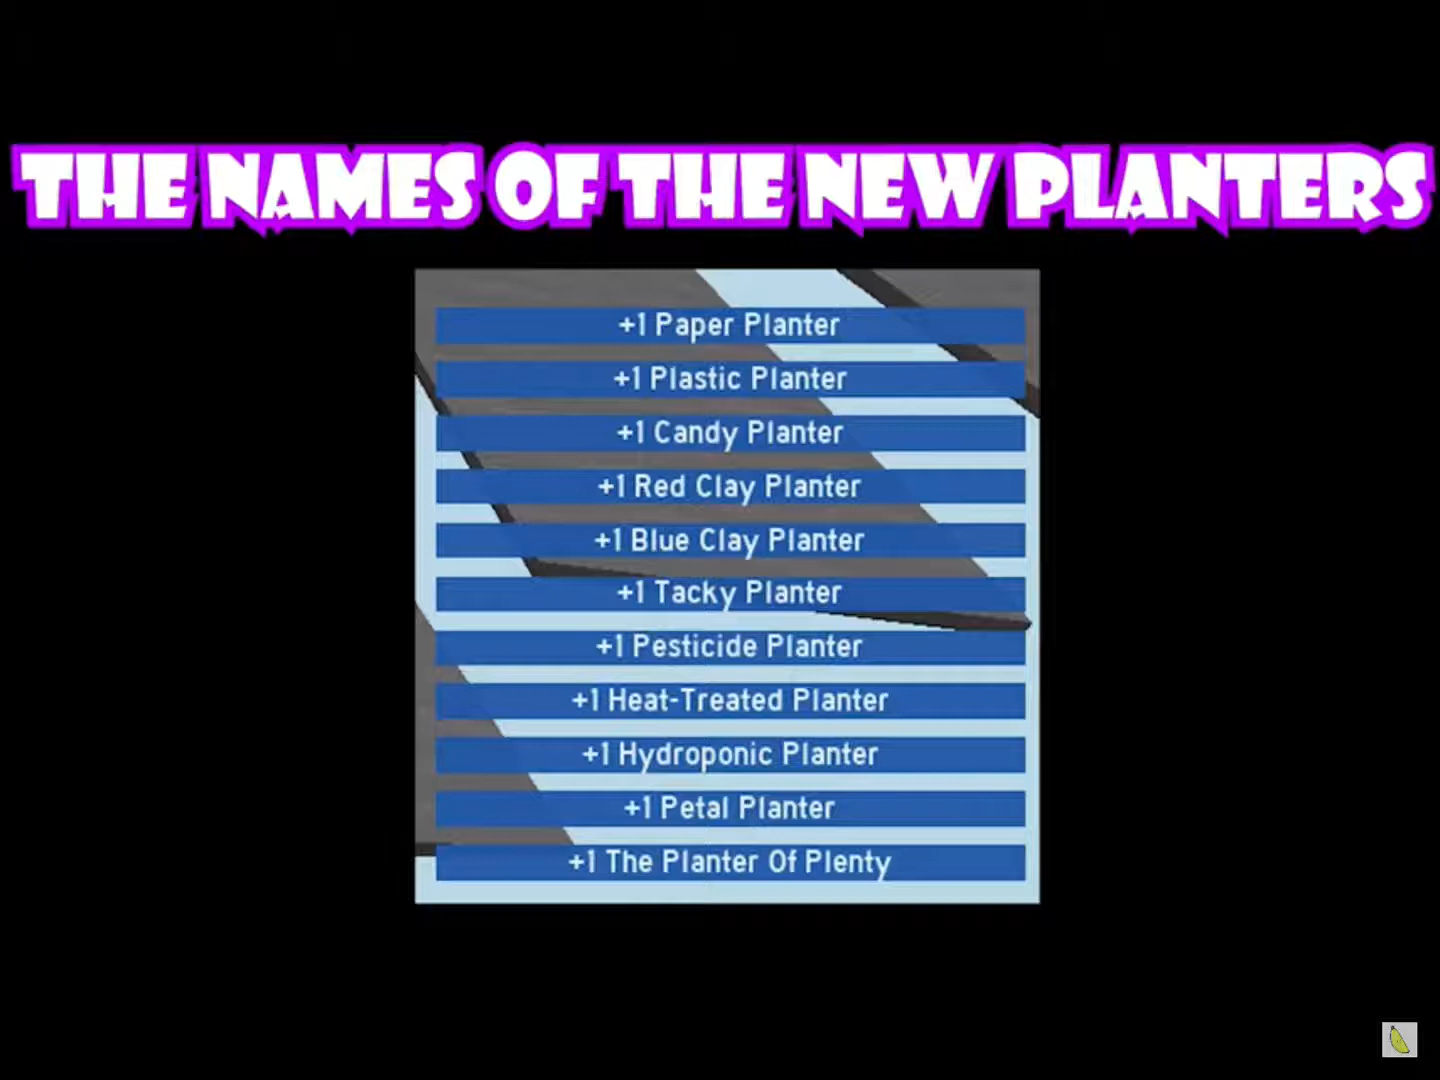 THE NAMES OF THE NEW PLANTERS
+1 Paper Planter
+1 Plastic Planter
+1 Candy Planter
+1 Red Clay Planter
+1 Blue Clay Planter
+1 Tacky Planter
+1 Pesticide Planter
+1 Heat-Treated Planter
+1 Hydroponic Planter
+1 Petal Planter
+1 The Planter Of Plenty